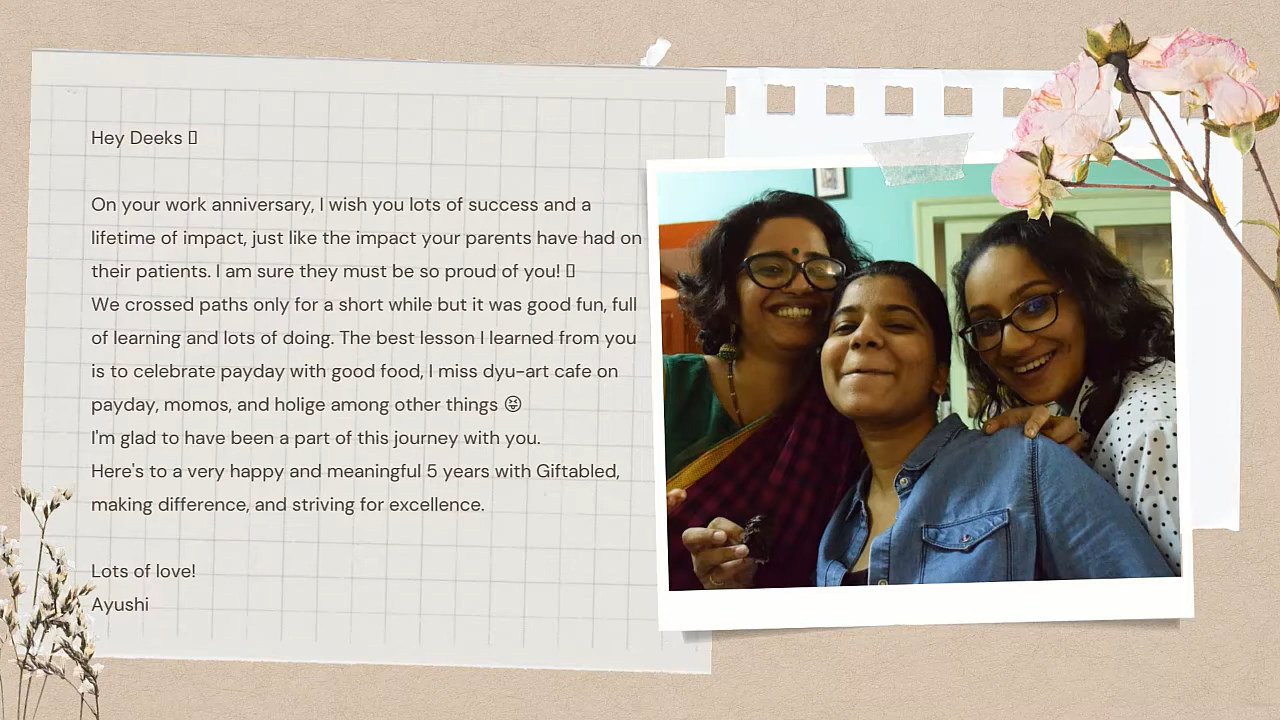 Hey Deeks
On your work anniversary, I wish you lots of success and a
lifetime of impact, just like the impact your parents have had on
their patients. I am sure they must be so proud of you!
We crossed paths only for a short while but it was good fun, full
of learning and lots of doing. The best lesson I learned from you
is to celebrate payday with good food, I miss dyu-art cafe on
payday, momos, and holige among other things 😝
I'm glad to have been a part of this journey with you.
Here's to a very happy and meaningful 5 years with Giftabled,
making difference, and striving for excellence.
Lots of love!
Ayushi